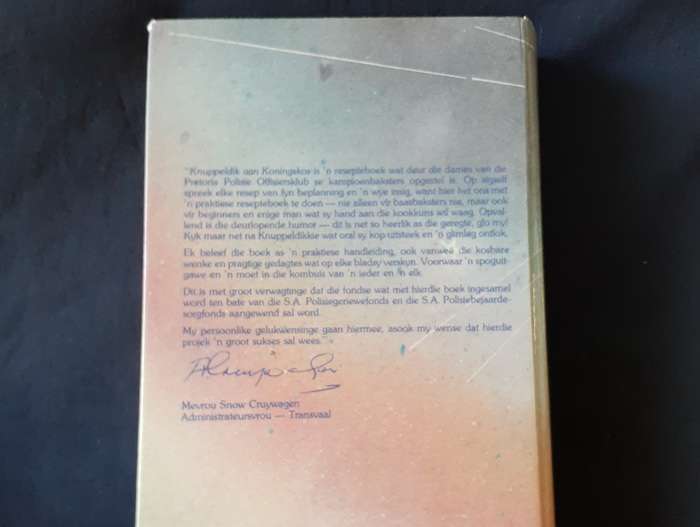 "Knuppeldik aan Koningskos is 'n resepteboek wat deur die dames van die
Pretoria Polisie Offisiersklub se kampioenbaksters opgestel is. Op sigself
spreek elke resep van fyn beplanning en 'n wye insig, want hier het ons met
'n praktiese resepteboek te doen — nie alleen vir baasbaksters nie, maar ook
vir beginners en enige man wat sy hand aan die kookkuns wil waag. Opval-
lend is die deurlopende humor — dit is net so heerlik as die geregte, glo my!
Kyk maar net na Knuppeldikkie wat oral sy kop uitsteek en 'n glimlag ontlok.
Ek beleef die boek as 'n praktiese handleiding, ook vanweë die kosbare
wenke en pragtige gedagtes wat op elke bladsy verskyn. Voorwaar 'n spoguit-
gawe en 'n moet in die kombuis van 'n ieder en 'n elk.
Dit is met groot verwagtinge dat die fondse wat met hierdie boek ingesamel
word ten bate van die S.A. Polisiegeriewefonds en die S.A. Polisiebejaarde-
sorgfonds aangewend sal word.
My persoonlike gelukwensinge gaan hiermee, asook my wense dat hierdie
projek 'n groot sukses sal wees."
Mevrou Snow Cruywagen
Administrateursvrou — Transvaal